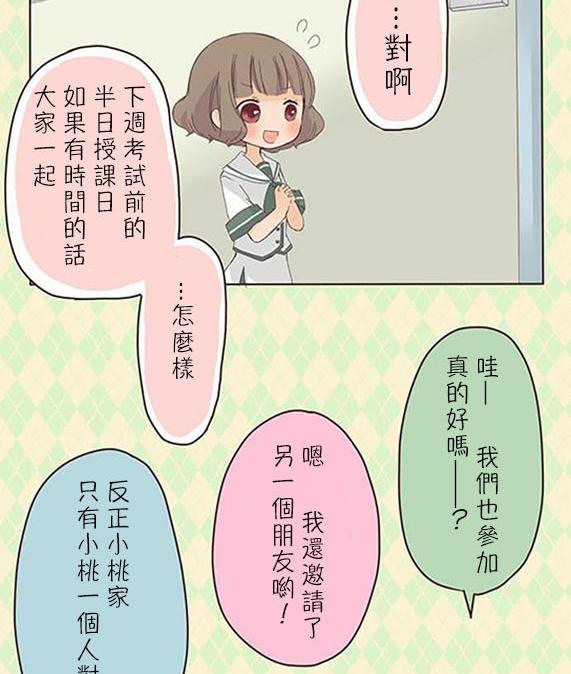 …對啊
下週考試前的
半日授課日
如果有時間的話
大家一起
…怎麼樣
哇— 我們也參加
真的好嗎——？
嗯 我還邀請了
另一個朋友喲！
反正小桃家
只有小桃一個人對